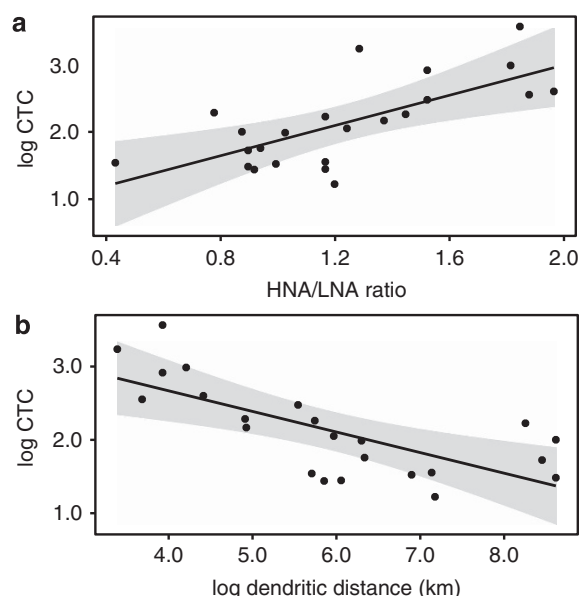 a
3.0
2.0
1.0
log CTC
0.4 0.8 1.2 1.6 2.0
HNA/LNA ratio
b
3.0
2.0
1.0
log CTC
4.0 5.0 6.0 7.0 8.0
log dendritic distance (km)